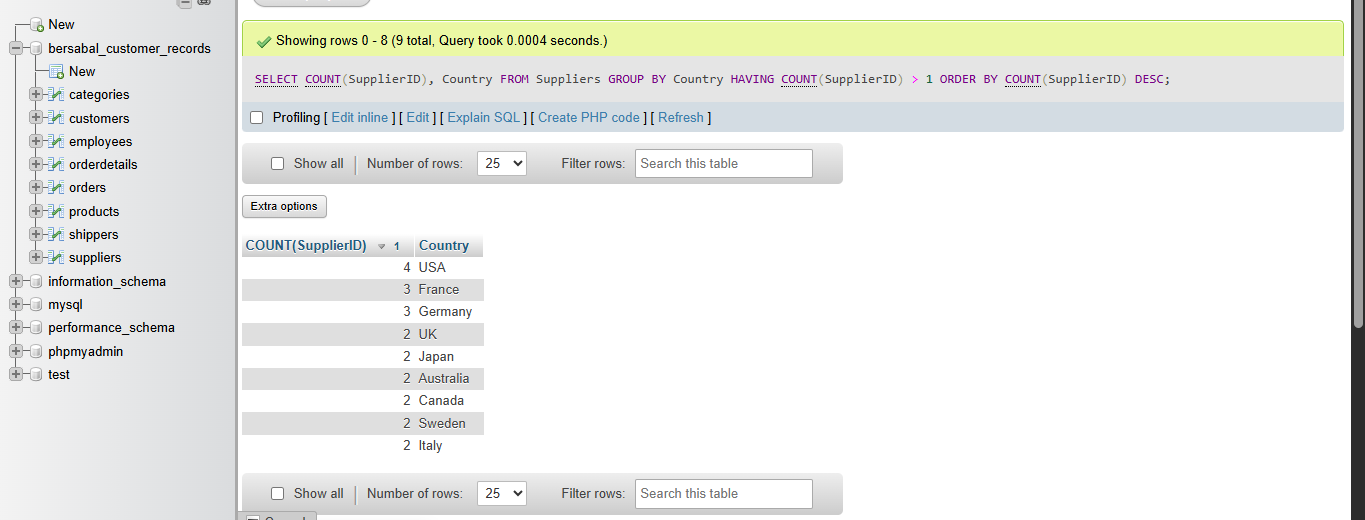 New
bersabal_customer_records
New
categories
customers
employees
orderdetails
orders
products
shippers
suppliers
information_schema
mysql
performance_schema
phpmyadmin
test
Showing rows 0 - 8 (9 total, Query took 0.0004 seconds.)
SELECT COUNT(SupplierID), Country FROM Suppliers GROUP BY Country HAVING COUNT(SupplierID) > 1 ORDER BY COUNT(SupplierID) DESC;
Profiling [ Edit inline ] [ Edit ] [ Explain SQL ] [ Create PHP code ] [ Refresh ]
Show all | Number of rows: 25 Filter rows: Search this table
Extra options
COUNT(SupplierID) 1 Country
4 USA
3 France
3 Germany
2 UK
2 Japan
2 Australia
2 Canada
2 Sweden
2 Italy
Show all | Number of rows: 25 Filter rows: Search this table